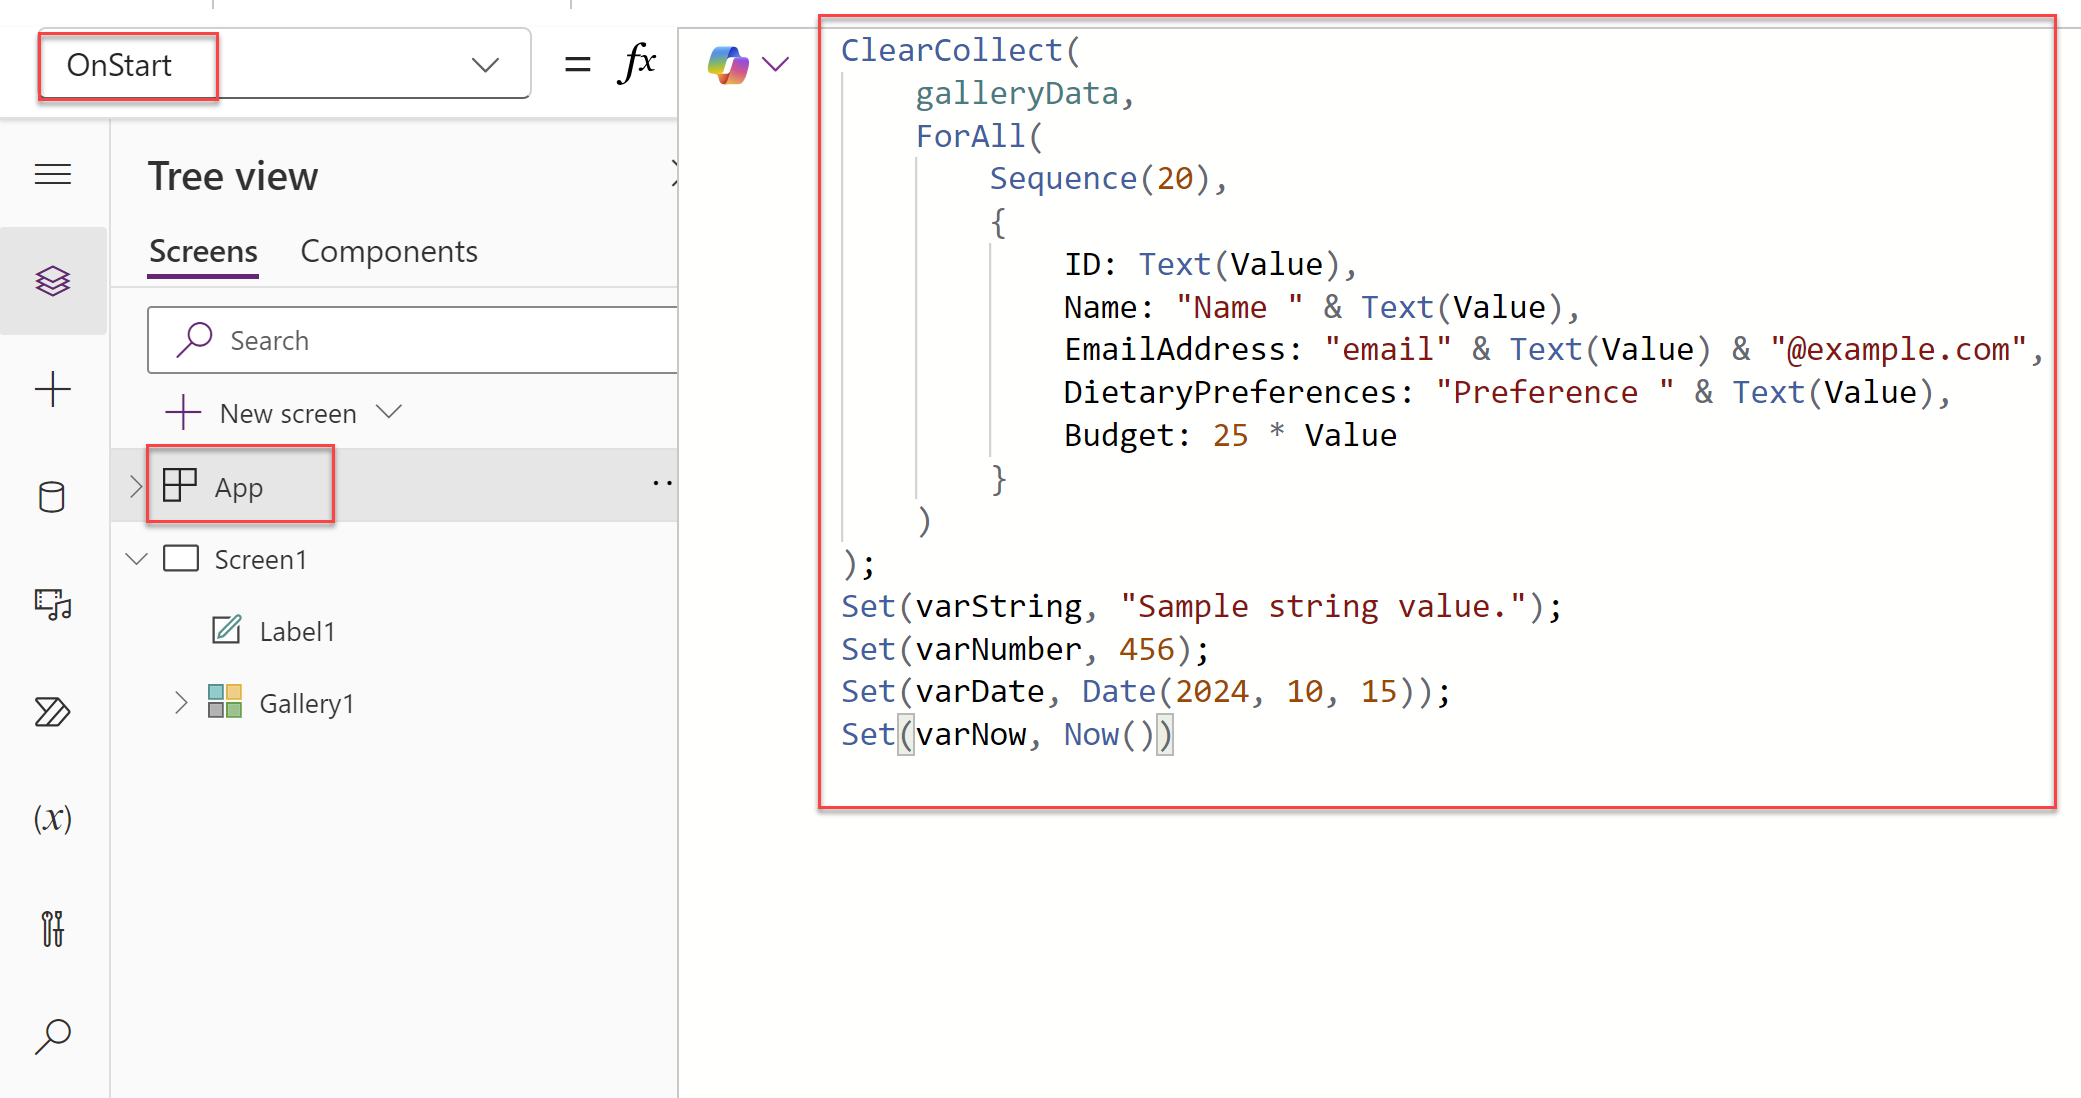 OnStart
= fx
Tree view
Screens Components
Search
New screen
App
Screen1
Label1
Gallery1
(x)
ClearCollect(
    galleryData,
    ForAll(
        Sequence(20),
        {
            ID: Text(Value),
            Name: "Name " & Text(Value),
            EmailAddress: "email" & Text(Value) & "@example.com",
            DietaryPreferences: "Preference " & Text(Value),
            Budget: 25 * Value
        }
    )
);
Set(varString, "Sample string value.");
Set(varNumber, 456);
Set(varDate, Date(2024, 10, 15));
Set(varNow, Now())